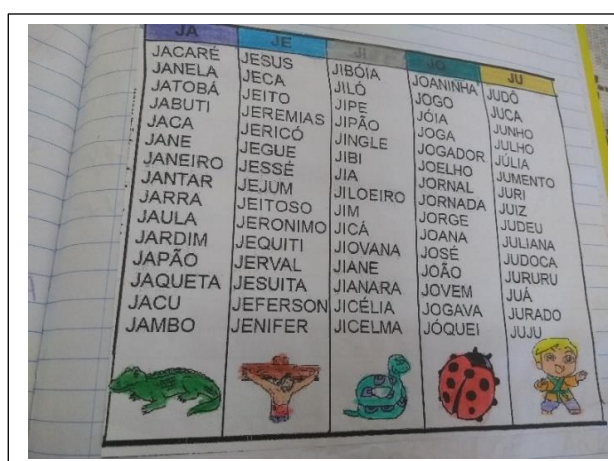 JA JE JI JO JU
JACARÉ JESUS JIBÓIA JOANINHA JUDÔ
JANELA JECA JILÓ JOGO JUCA
JATOBÁ JEITO JIPE JÓIA JUNHO
JABUTI JEREMIAS JIPÃO JOGA JULHO
JACA JERICÓ JINGLE JOGADOR JÚLIA
JANE JEGUE JIBI JOELHO JUMENTO
JANEIRO JESSÉ JIA JORNAL JURI
JANTAR JEJUM JILOEIRO JORNADA JUIZ
JARRA JEITOSO JIM JORGE JUDEU
JAULA JERONIMO JICÁ JOANA JULIANA
JARDIM JEQUITI JIOVANA JOSÉ JUDOCA
JAPÃO JERVAL JIANE JOÃO JURURU
JAQUETA JESUITA JIANARA JOVEM JUÁ
JACU JEFERSON JICÉLIA JOGAVA JURADO
JAMBO JENIFER JICELMA JÓQUEI JUJU